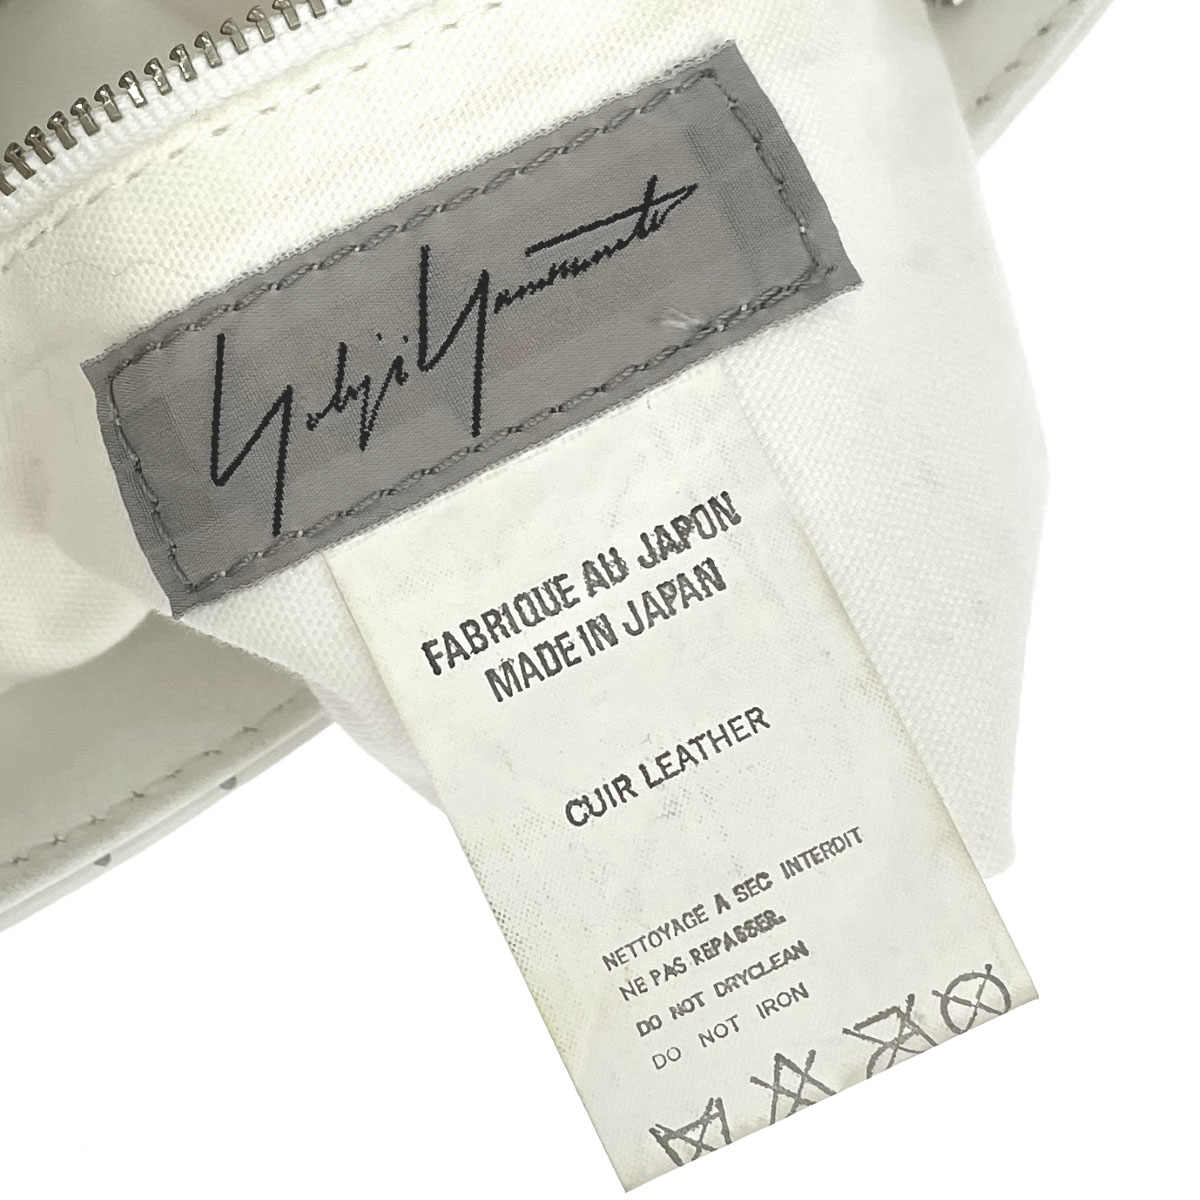 Yohji Yamamoto
FABRIQUE AU JAPON
MADE IN JAPAN
CUIR LEATHER
NETTOYAGE A SEC INTERDIT
NE PAS REPASSER.
DO NOT DRYCLEAN
DO NOT IRON